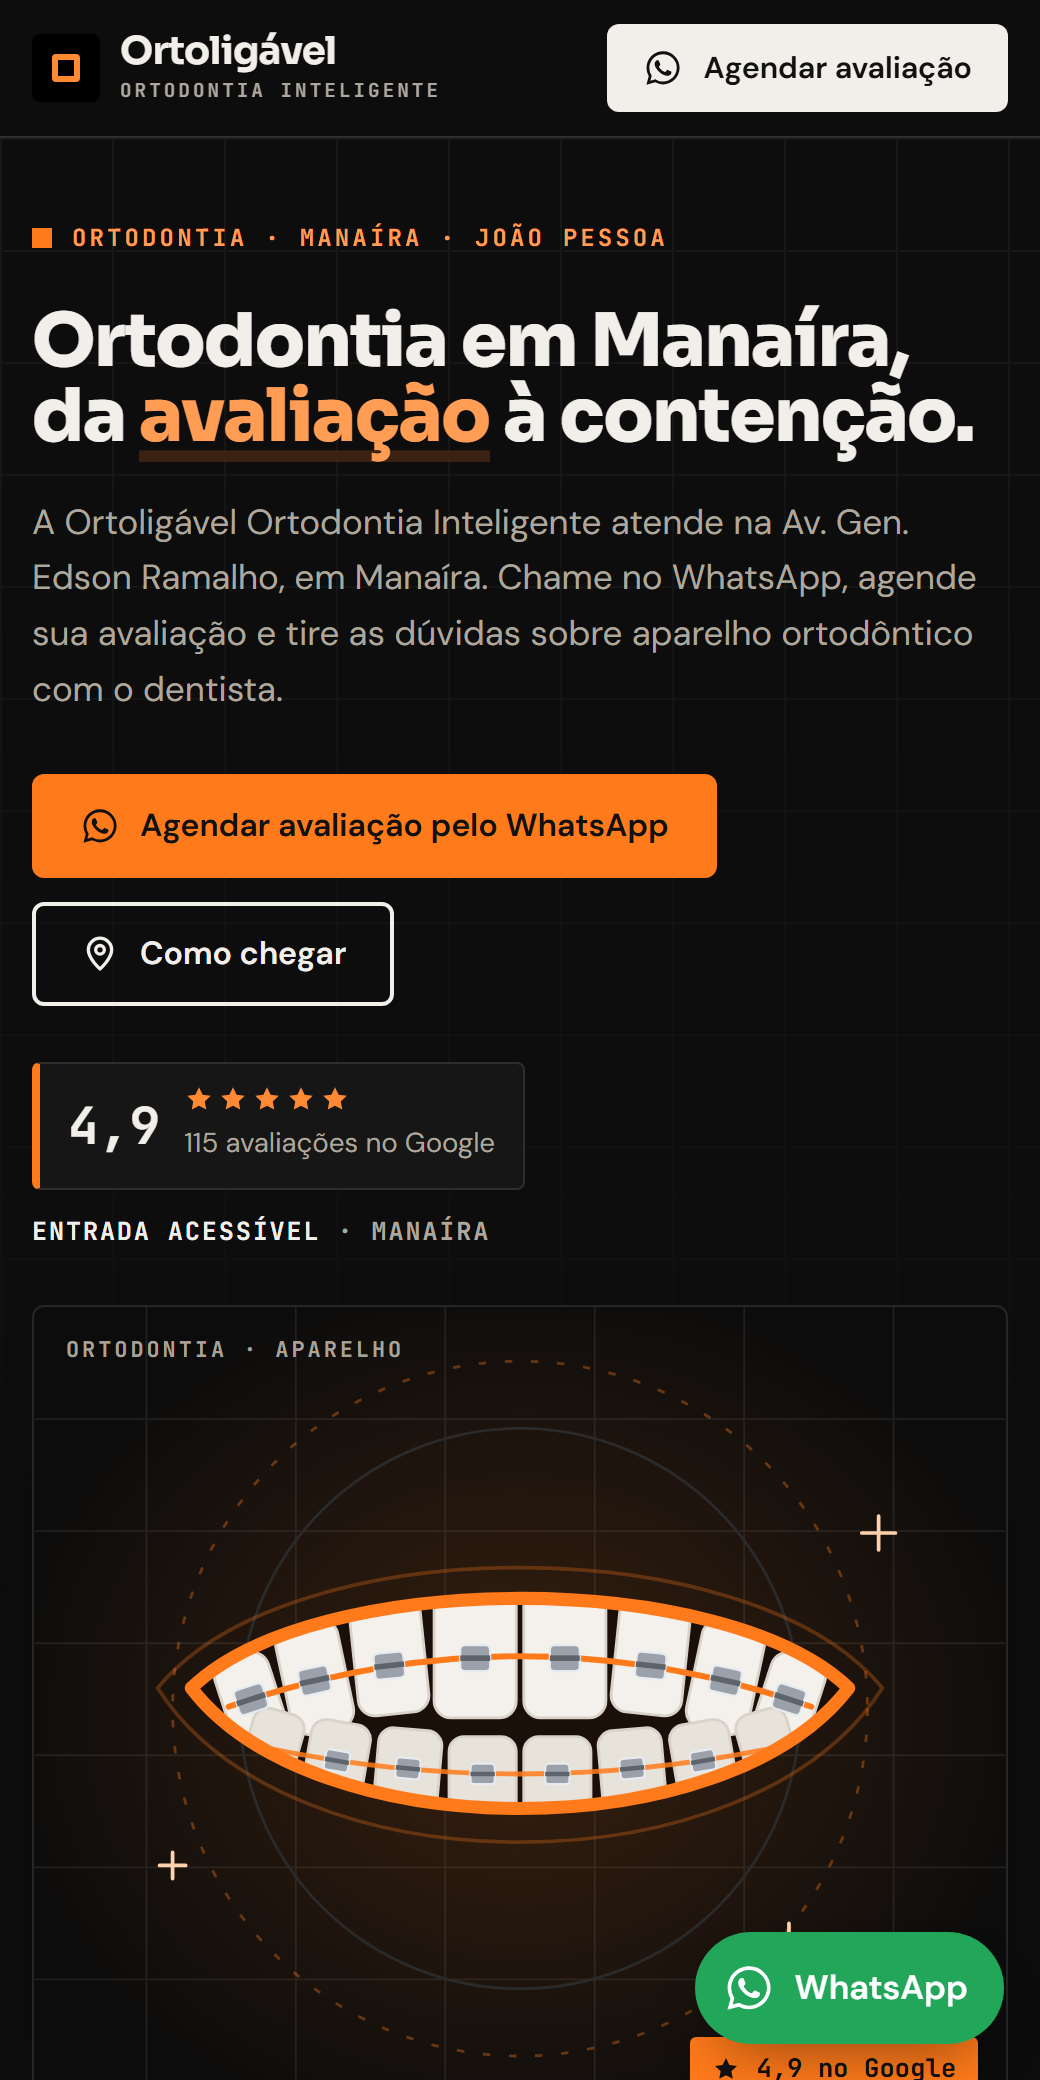 Ortoligável
ORTODONTIA INTELIGENTE
Agendar avaliação
ORTODONTIA · MANAÍRA · JOÃO PESSOA
Ortodontia em Manaíra,
da avaliação à contenção.
A Ortoligável Ortodontia Inteligente atende na Av. Gen.
Edson Ramalho, em Manaíra. Chame no WhatsApp, agende
sua avaliação e tire as dúvidas sobre aparelho ortodôntico
com o dentista.
Agendar avaliação pelo WhatsApp
Como chegar
4,9
115 avaliações no Google
ENTRADA ACESSÍVEL · MANAÍRA
ORTODONTIA · APARELHO
WhatsApp
4,9 no Google